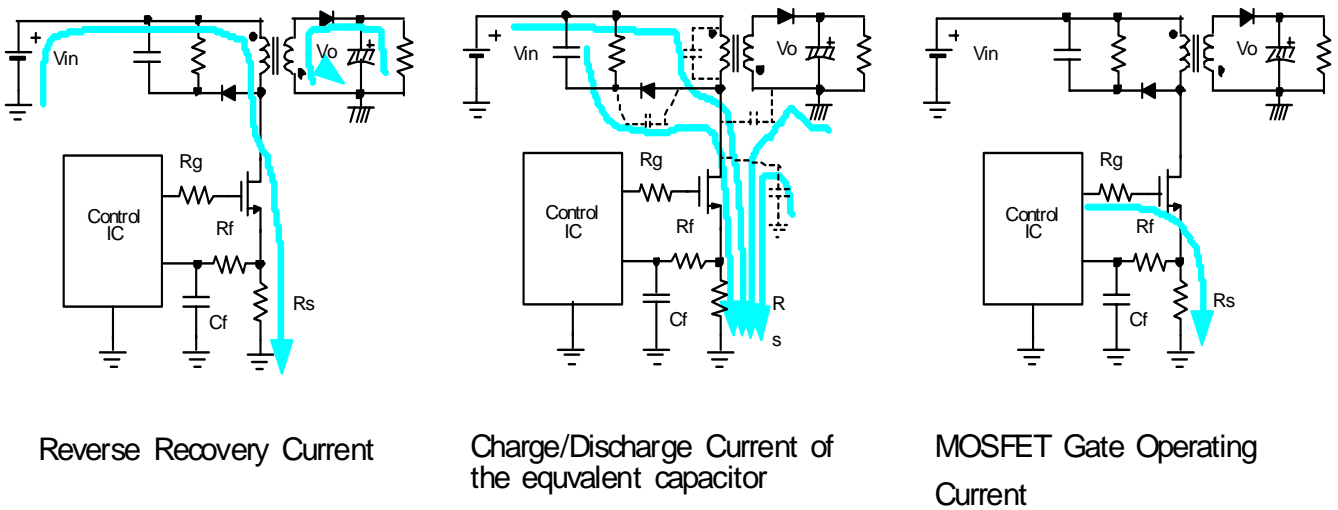 +
Vin
Vo
+
Rg
Control
IC
Rf
Rs
Cf
Reverse Recovery Current
+
Vin
Vo
+
Rg
Control
IC
Rf
R
s
Cf
Charge/Discharge Current of
the equvalent capacitor
+
Vin
Vo
+
Rg
Control
IC
Rf
Rs
Cf
MOSFET Gate Operating
Current